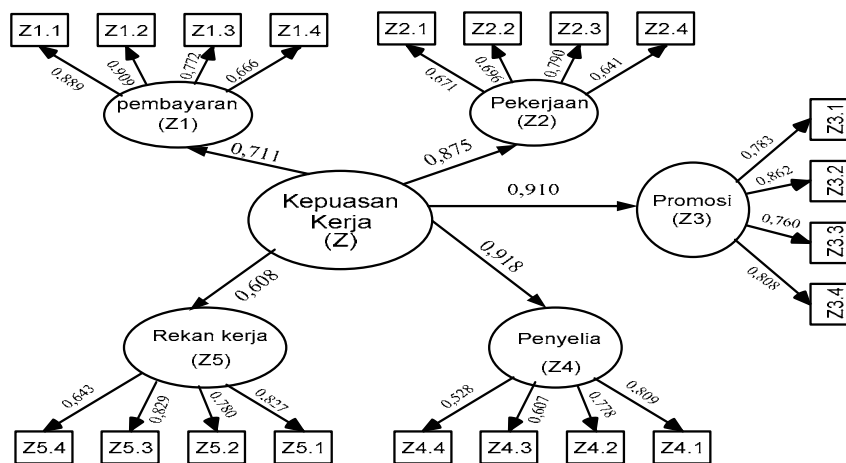 Z1.1
Z1.2
Z1.3
Z1.4
Z2.1
Z2.2
Z2.3
Z2.4
0.889
0.909
0.772
0,666
0.671
0.696
0.790
0,641
pembayaran
(Z1)
Pekerjaan
(Z2)
0,711
0,875
Kepuasan
Kerja
(Z)
0,910
Promosi
(Z3)
0,783
0,862
0,760
0,808
Z3.1
Z3.2
Z3.3
Z3.4
0,608
0,918
Rekan kerja
(Z5)
Penyelia
(Z4)
0,643
0,829
0.780
0.827
0,528
0,607
0.778
0.809
Z5.4
Z5.3
Z5.2
Z5.1
Z4.4
Z4.3
Z4.2
Z4.1